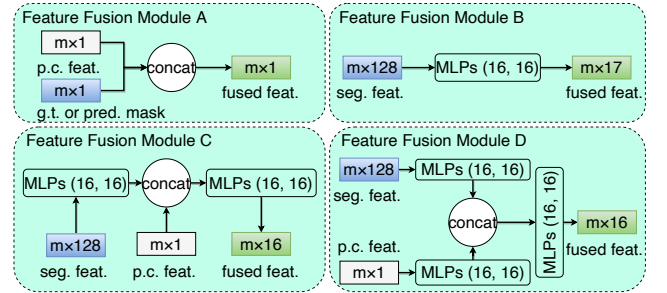 Feature Fusion Module A
m×1
p.c. feat.
m×1
g.t. or pred. mask
concat
m×1
fused feat.
Feature Fusion Module B
m×128
seg. feat.
MLPs (16, 16)
m×17
fused feat.
Feature Fusion Module C
MLPs (16, 16)
concat
MLPs (16, 16)
m×128
seg. feat.
m×1
p.c. feat.
m×16
fused feat.
Feature Fusion Module D
m×128
seg. feat.
MLPs (16, 16)
concat
p.c. feat.
m×1
MLPs (16, 16)
MLPs (16, 16)
m×16
fused feat.